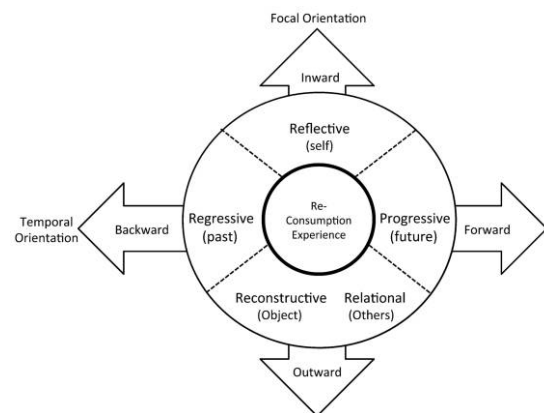 Focal Orientation
Inward
Reflective
(self)
Temporal
Orientation
Backward
Regressive
(past)
Re-
Consumption
Experience
Progressive
(future)
Forward
Reconstructive
(Object)
Relational
(Others)
Outward